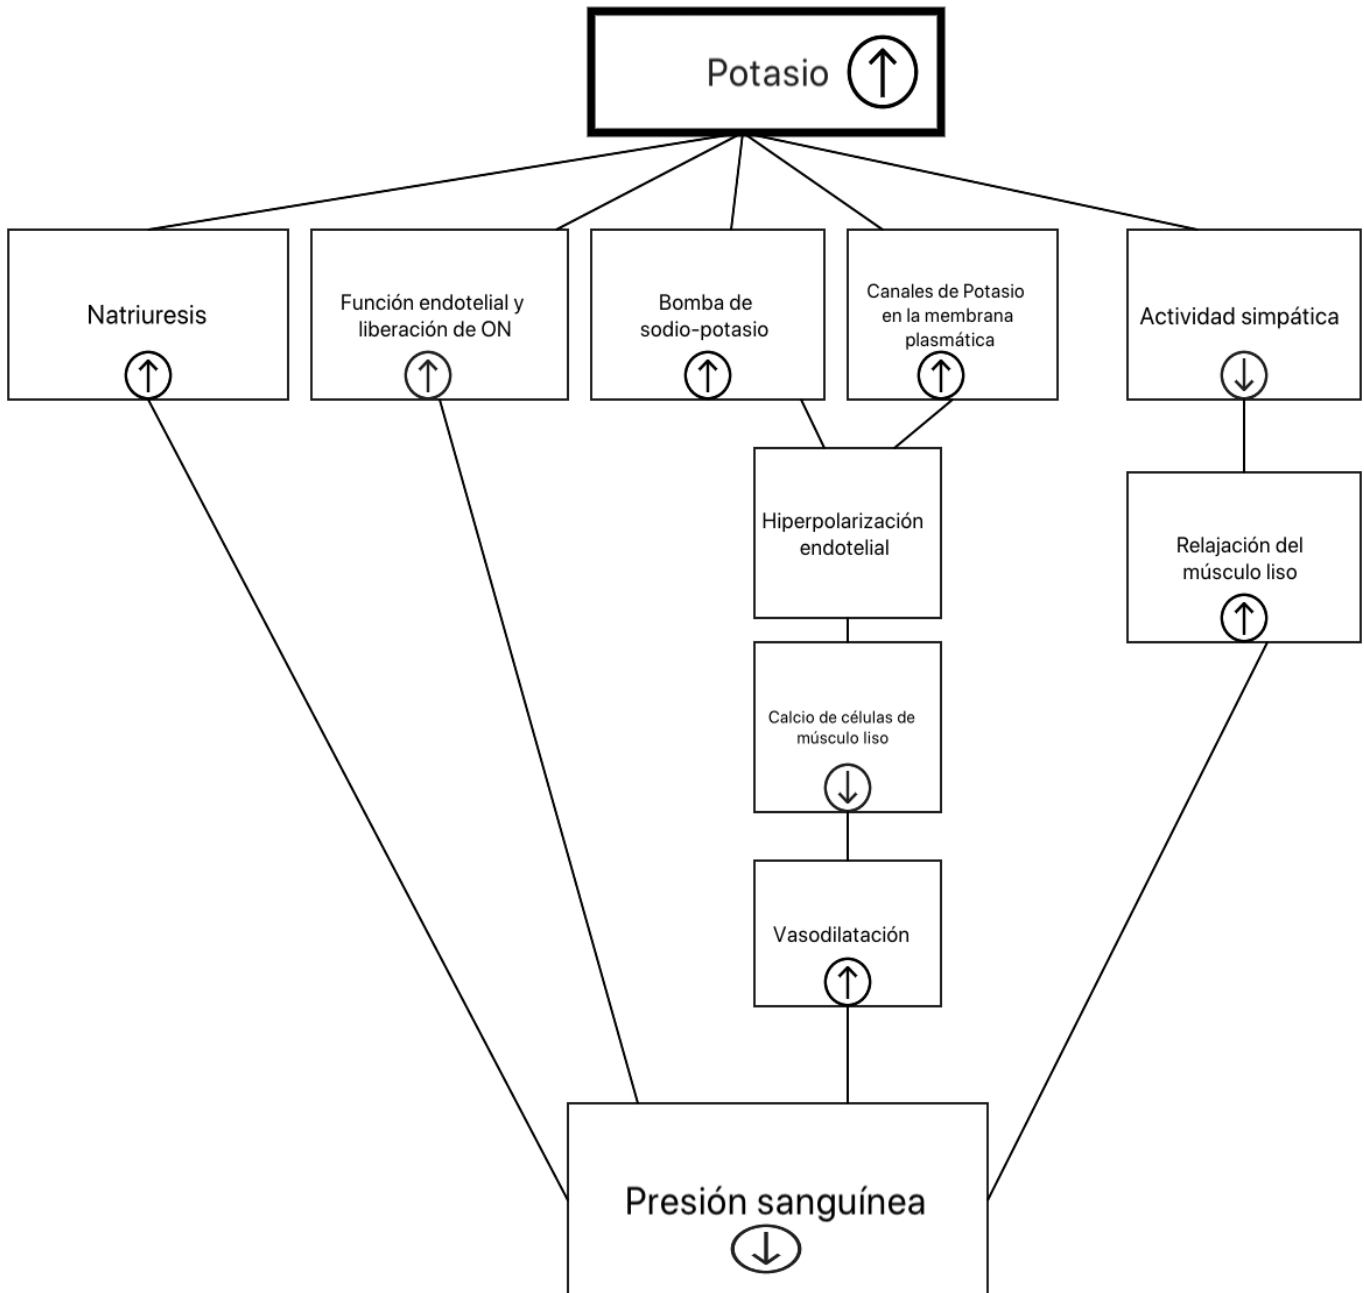 Potasio
Natriuresis
Función endotelial y
liberación de ON
Bomba de
sodio-potasio
Canales de Potasio
en la membrana
plasmática
Actividad simpática
Hiperpolarización
endotelial
Relajación del
músculo liso
Calcio de células de
músculo liso
Vasodilatación
Presión sanguínea